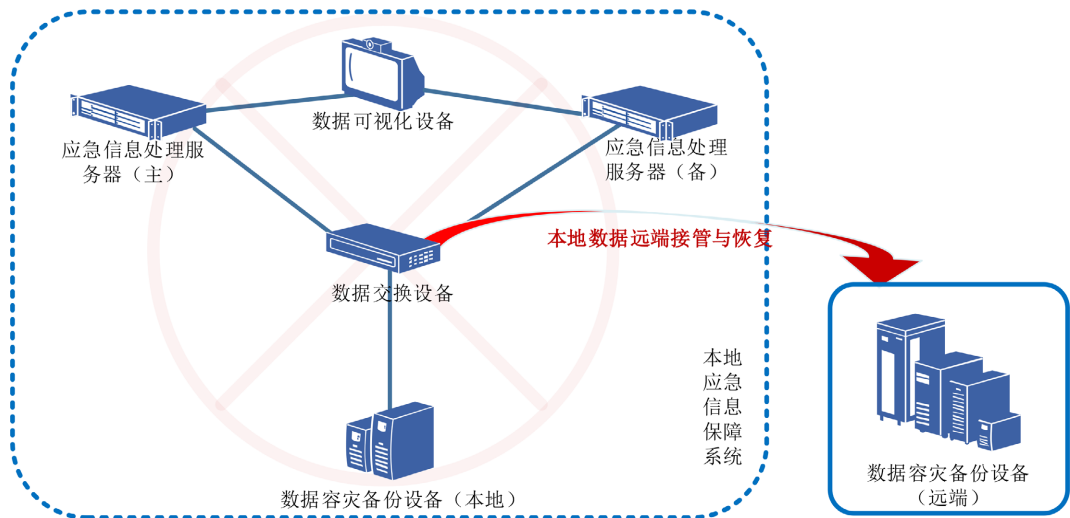 数据可视化设备
应急信息处理服
务器（主）
应急信息处理
服务器（备）
本地数据远端接管与恢复
数据交换设备
本地
应急
信息
保障
系统
数据容灾备份设备（本地）
数据容灾备份设备
（远端）